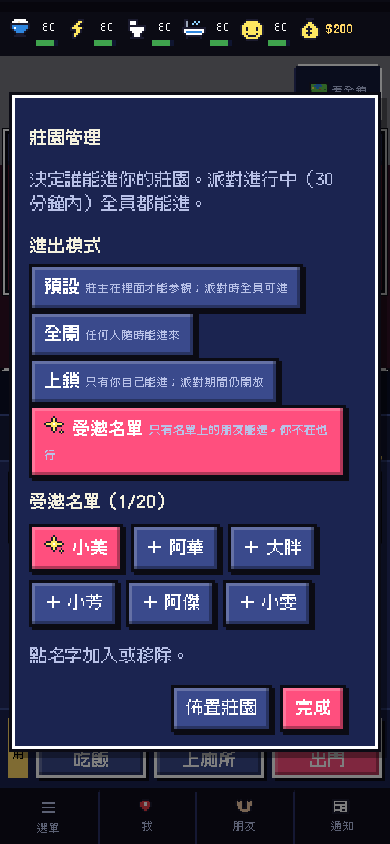 80 80 80 80 80 $200
莊園管理
決定誰能進你的莊園。派對進行中（30
分鐘內）全員都能進。
進出模式
預設 莊主在裡面才能參觀；派對時全員可進
全開 任何人隨時能進來
上鎖 只有你自己能進；派對期間仍開放
受邀名單 只有名單上的朋友能進，你不在也
行
受邀名單（1/20）
小美 + 阿華 + 大胖
+ 小芳 + 阿傑 + 小雯
點名字加入或移除。
佈置莊園 完成
吃飯 上廁所 出門
選單 我 朋友 通知